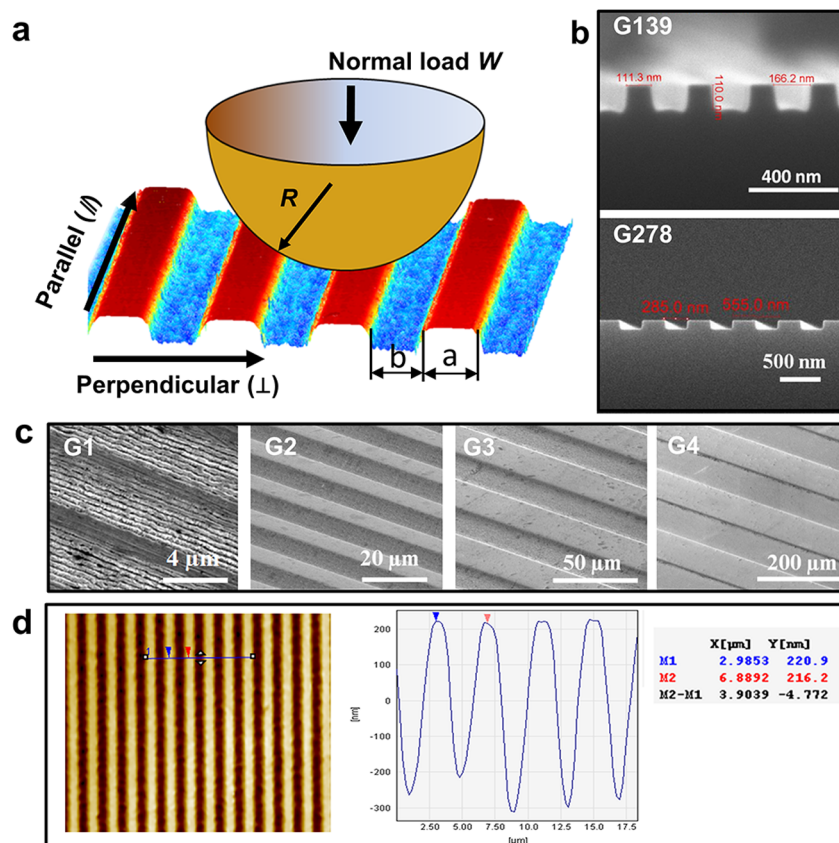 a
Normal load W
R
Parallel (//)
Perpendicular (⊥)
b
a
b
G139
111.3 nm
110.0 nm
166.2 nm
400 nm
G278
285.0 nm
555.0 nm
500 nm
c
G1
4 µm
G2
20 µm
G3
50 µm
G4
200 µm
d
1
200
100
0
-100
-200
-300
[nm]
2.50
5.00
7.50
10.0
12.5
15.0
17.5
[µm]
X[µm] Y[nm]
M1 2.9853 220.9
M2 6.8892 216.2
M2-M1 3.9039 -4.772